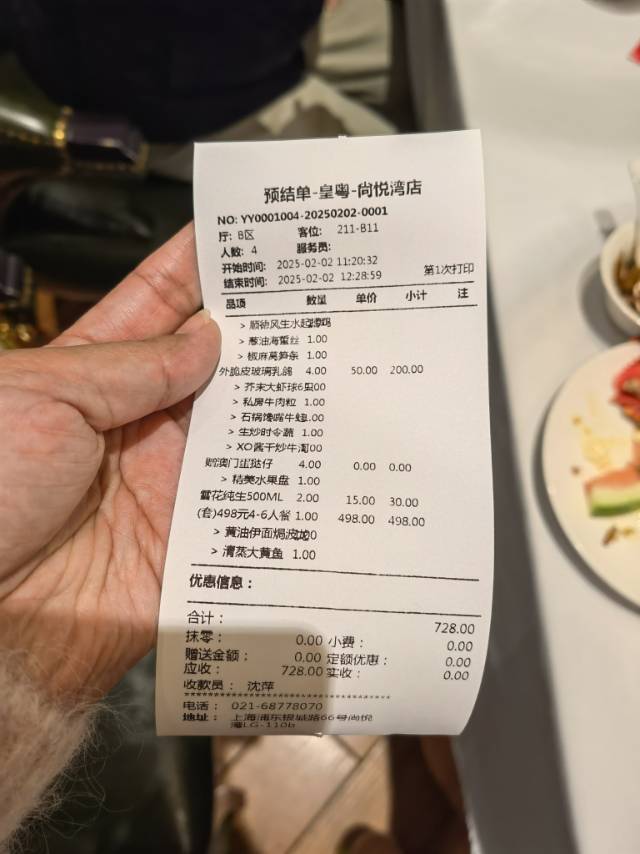 预结单-皇粤-尚悦湾店
NO: YY0001004-20250202-0001
厅: B区 客位: 211-B11
人数: 4 服务员:
开始时间: 2025-02-02 11:20:32
结束时间: 2025-02-02 12:28:59 第1次打印
品项 数量 单价 小计 注
> 顺德风生水起
> 葱油海蜇丝 1.00
> 椒麻莴笋条 1.00
外脆皮玻璃乳鸽 4.00 50.00 200.00
> 芥末大虾球6
> 私房牛肉粒 1.00
> 石锅馋嘴牛蛙
> 生炒时令蔬 1.00
> XO酱干炒牛河
澳门蛋挞仔 4.00 0.00 0.00
> 精美水果盘 1.00
雪花纯生500ML 2.00 15.00 30.00
(套)498元4-6人餐 1.00 498.00 498.00
> 黄油伊面焗波龙
> 清蒸大黄鱼 1.00
优惠信息:
合计: 728.00
抹零: 0.00 小费: 0.00
赠送金额: 0.00 定额优惠: 0.00
应收: 728.00 实收: 0.00
收款员: 沈萍
电话: 021-68778070
地址: 上海浦东银城路66号尚悦
湾LG-110b